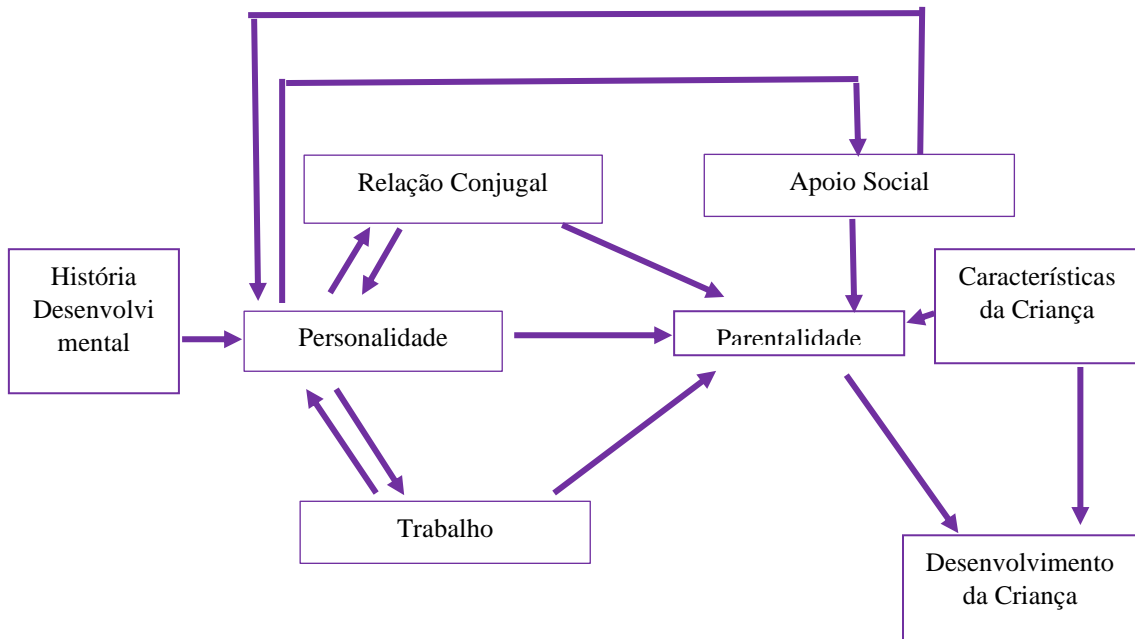 Relação Conjugal
Apoio Social
História
Desenvolvi
mental
Personalidade
Parentalidade
Características
da Criança
Trabalho
Desenvolvimento
da Criança